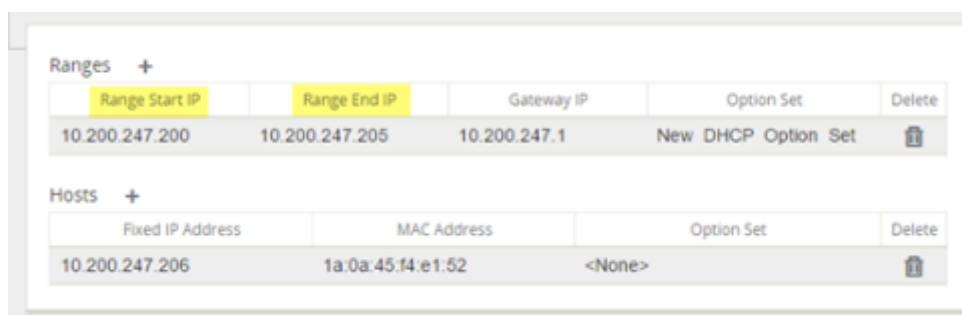 Ranges +
Range Start IP Range End IP Gateway IP Option Set Delete
10.200.247.200 10.200.247.205 10.200.247.1 New DHCP Option Set
Hosts +
Fixed IP Address MAC Address Option Set Delete
10.200.247.206 1a:0a:45:f4:e1:52 <None>